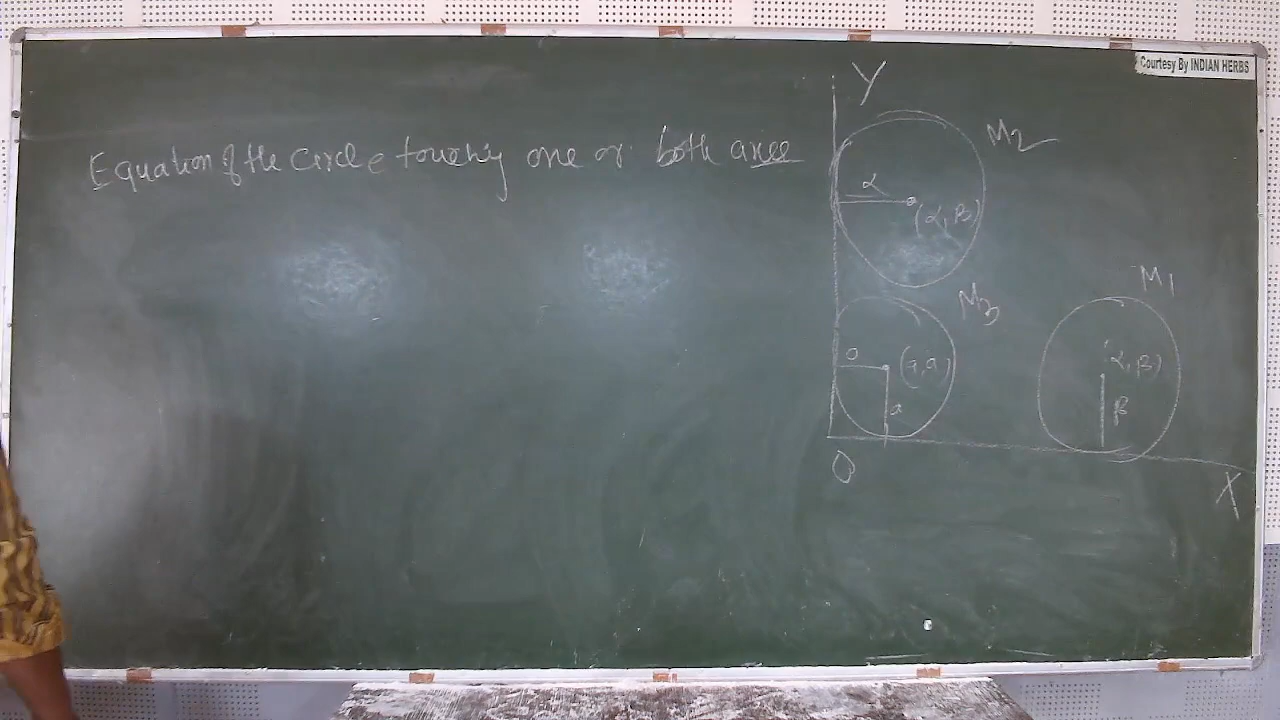 Courtesy By INDIAN HERBS
Equation of the circle touching one or both axes
Y
M2
α
(α, β)
M3
a
(a, a)
a
M1
(α, β)
β
O
X